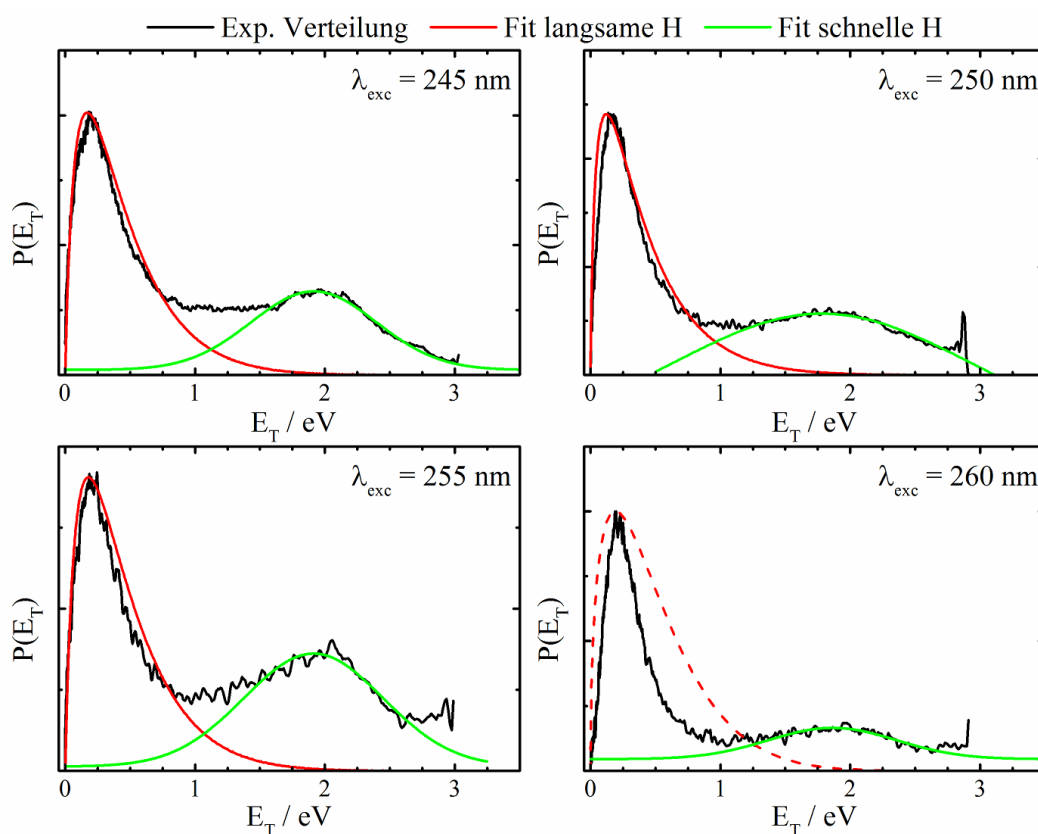 Exp. Verteilung Fit langsame H Fit schnelle H
λexc = 245 nm
P(ET)
0 1 2 3
ET / eV
λexc = 250 nm
P(ET)
0 1 2 3
ET / eV
λexc = 255 nm
P(ET)
0 1 2 3
ET / eV
λexc = 260 nm
P(ET)
0 1 2 3
ET / eV